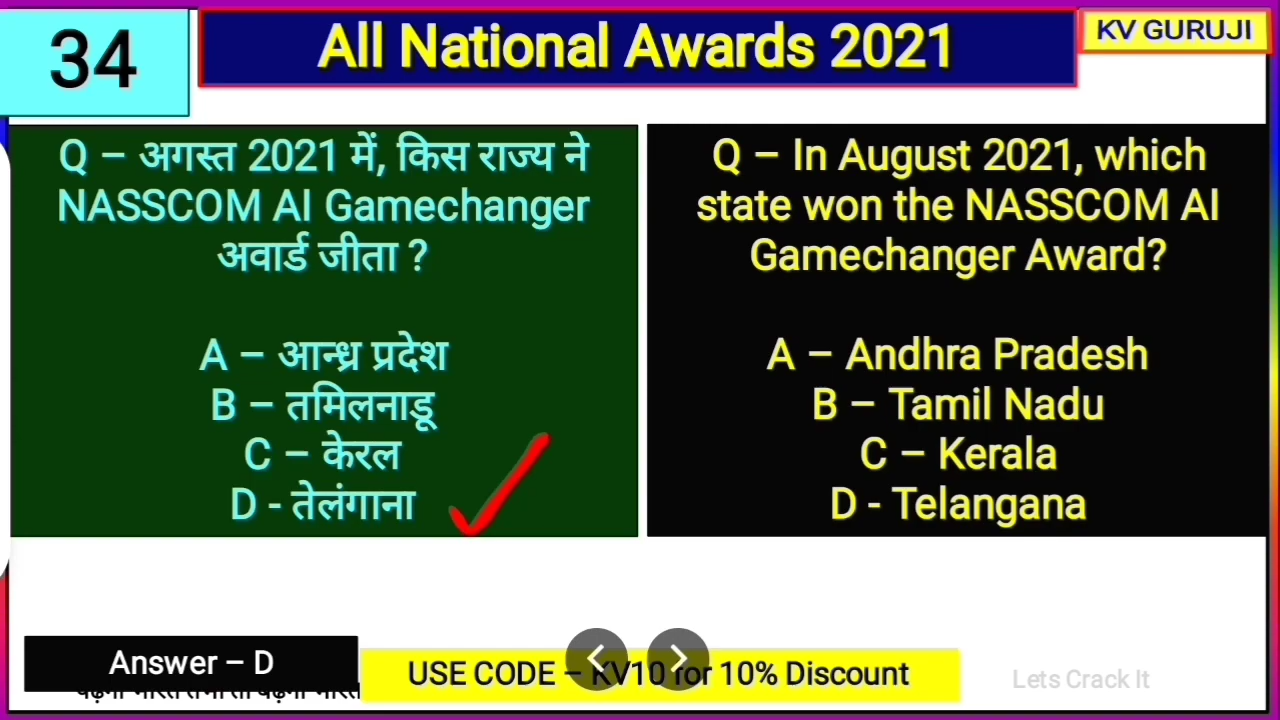 34
All National Awards 2021
KV GURUJI
Q – अगस्त 2021 में, किस राज्य ने
NASSCOM AI Gamechanger
अवार्ड जीता ?
A – आन्ध्र प्रदेश
B – तमिलनाडू
C – केरल
D - तेलंगाना
Q – In August 2021, which
state won the NASSCOM AI
Gamechanger Award?
A – Andhra Pradesh
B – Tamil Nadu
C – Kerala
D - Telangana
Answer – D
USE CODE – KV10 for 10% Discount
Lets Crack It